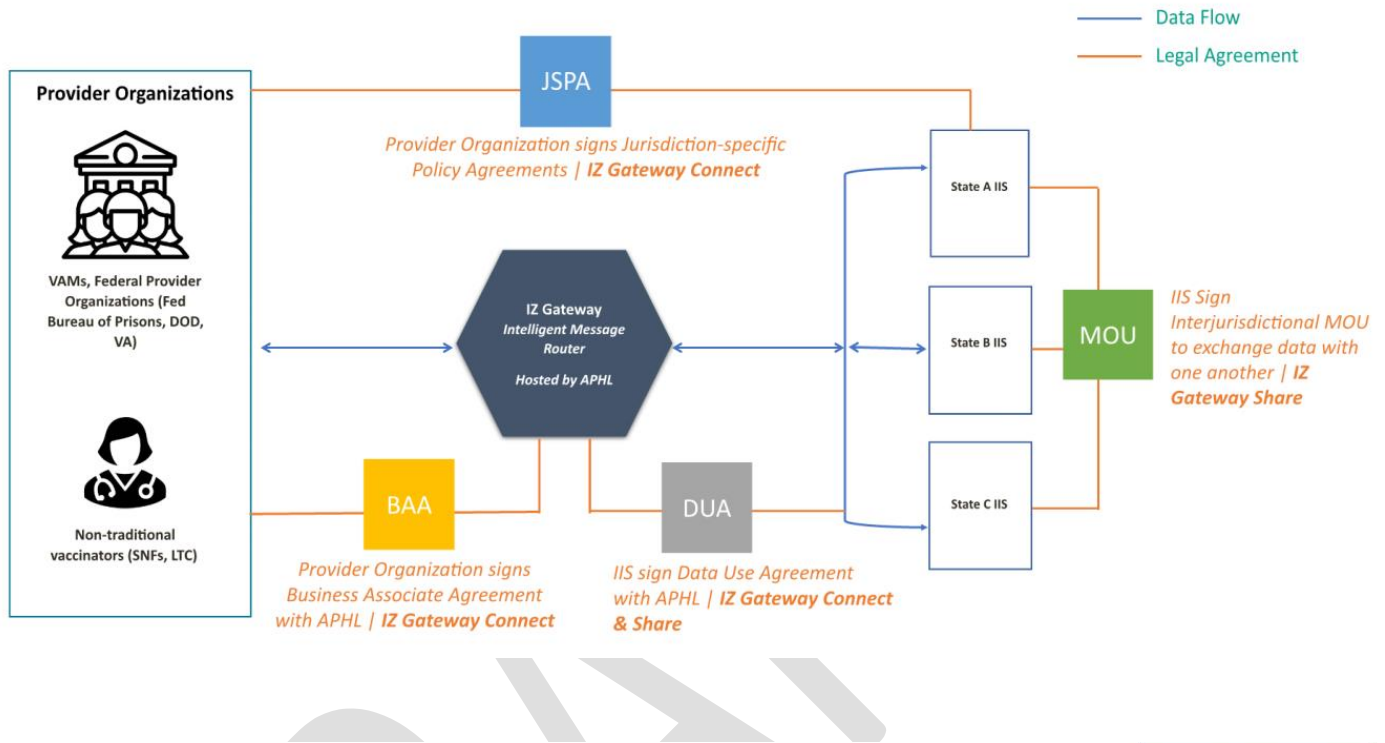 Data Flow
Legal Agreement
Provider Organizations
VAMs, Federal Provider
Organizations (Fed
Bureau of Prisons, DOD,
VA)
Non-traditional
vaccinators (SNFs, LTC)
JSPA
Provider Organization signs Jurisdiction-specific
Policy Agreements | IZ Gateway Connect
IZ Gateway
Intelligent Message
Router
Hosted by APHL
BAA
Provider Organization signs
Business Associate Agreement
with APHL | IZ Gateway Connect
DUA
IIS sign Data Use Agreement
with APHL | IZ Gateway Connect
& Share
State A IIS
State B IIS
State C IIS
MOU
IIS Sign
Interjurisdictional MOU
to exchange data with
one another | IZ
Gateway Share